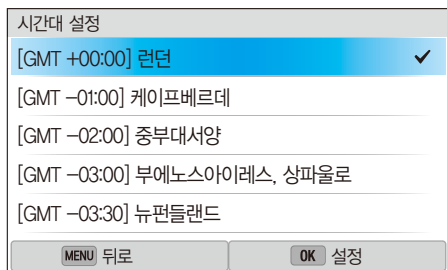 시간대 설정
[GMT +00:00] 런던
[GMT –01:00] 케이프베르데
[GMT –02:00] 중부대서양
[GMT –03:00] 부에노스아이레스, 상파울로
[GMT –03:30] 뉴펀들랜드
MENU 뒤로 OK 설정